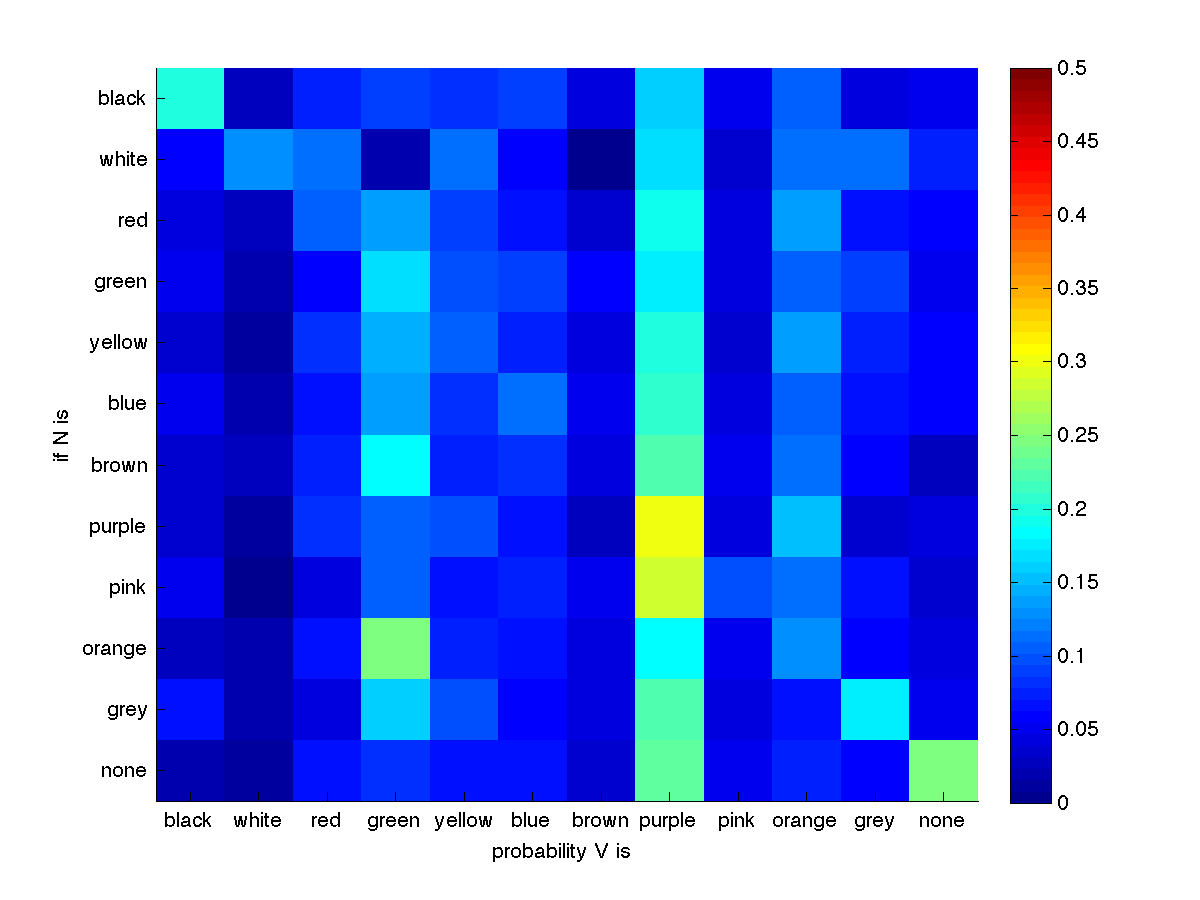 black
white
red
green
yellow
blue
brown
purple
pink
orange
grey
none
if N is
black white red green yellow blue brown purple pink orange grey none
probability V is
0.5
0.45
0.4
0.35
0.3
0.25
0.2
0.15
0.1
0.05
0